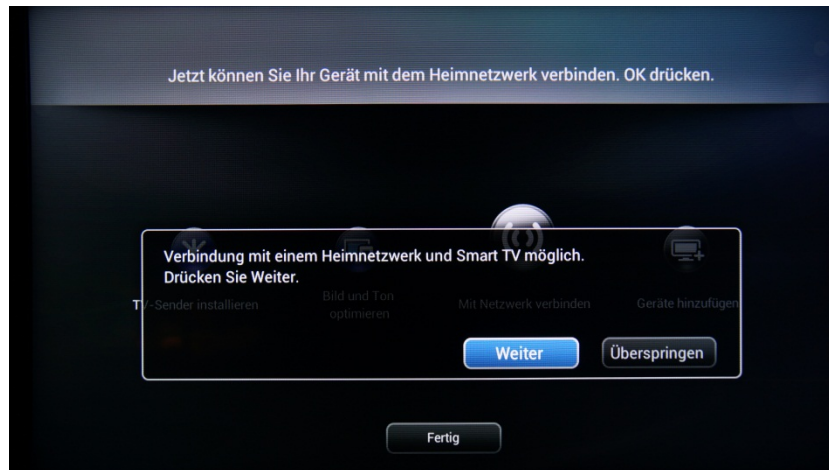 Jetzt können Sie Ihr Gerät mit dem Heimnetzwerk verbinden. OK drücken.
Verbindung mit einem Heimnetzwerk und Smart TV möglich.
Drücken Sie Weiter.
TV-Sender installieren
Bild und Ton
optimieren
Mit Netzwerk verbinden
Geräte hinzufügen
Weiter
Überspringen
Fertig